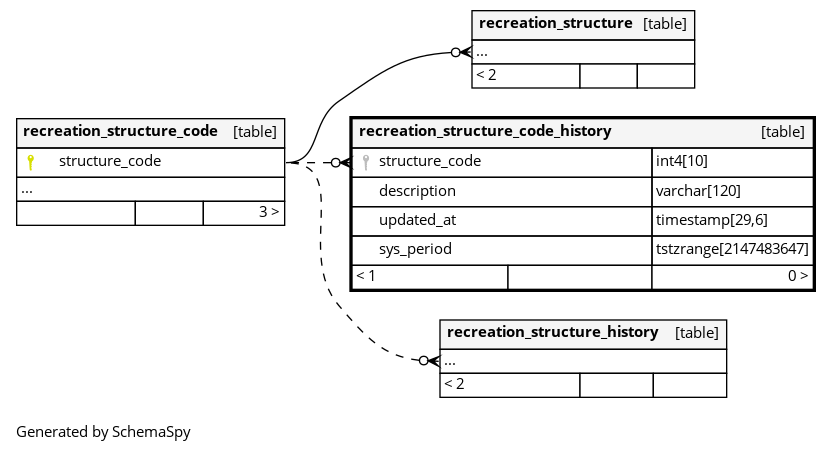 recreation_structure [table]
...
< 2
recreation_structure_code [table]
structure_code
...
3 >
recreation_structure_code_history [table]
structure_code int4[10]
description varchar[120]
updated_at timestamp[29,6]
sys_period tstzrange[2147483647]
< 1 0 >
recreation_structure_history [table]
...
< 2
Generated by SchemaSpy